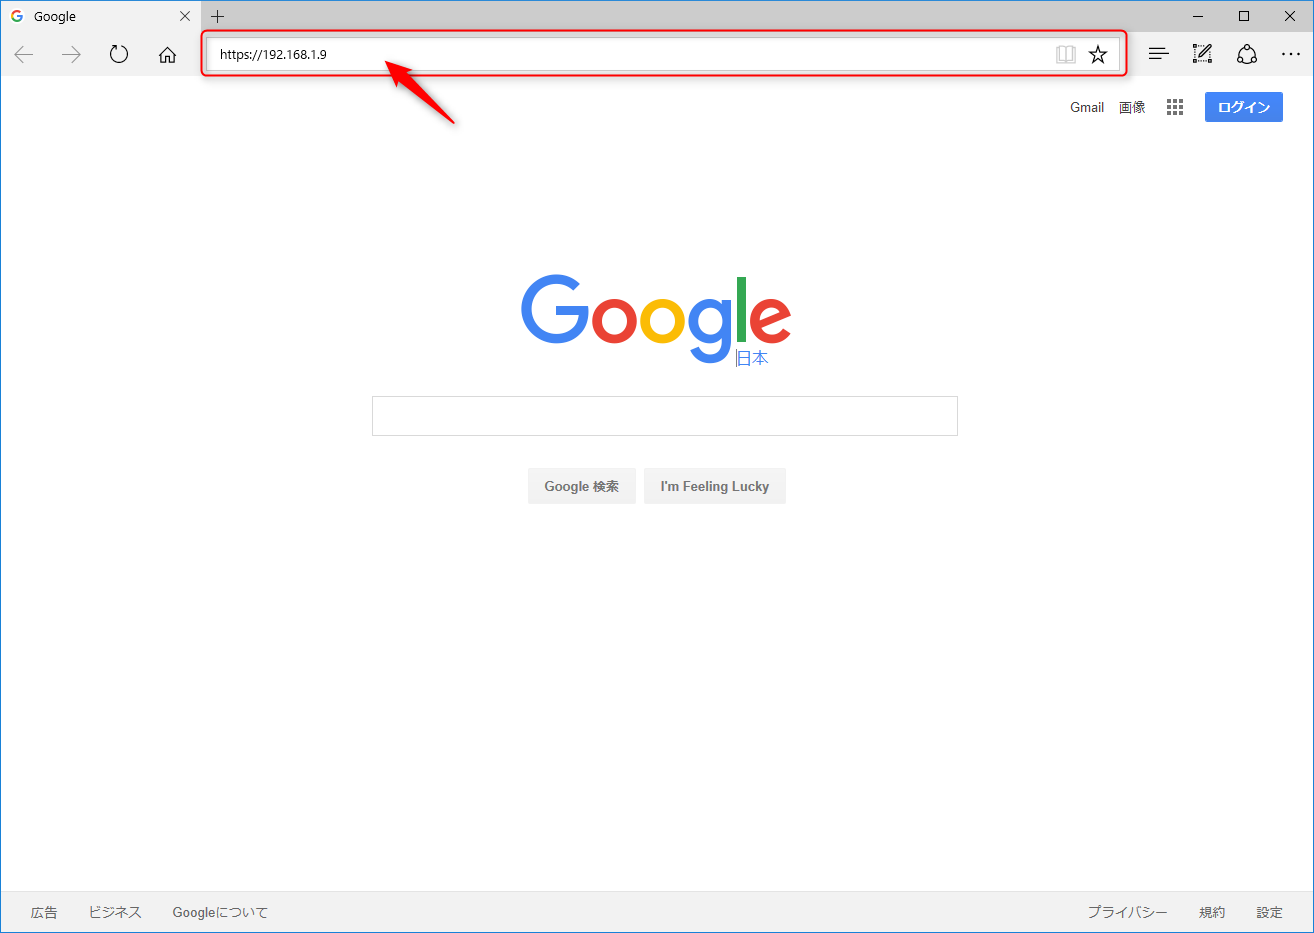 Google
https://192.168.1.9
Gmail 画像 ログイン
Google
日本
Google 検索 I'm Feeling Lucky
広告 ビジネス Googleについて プライバシー 規約 設定